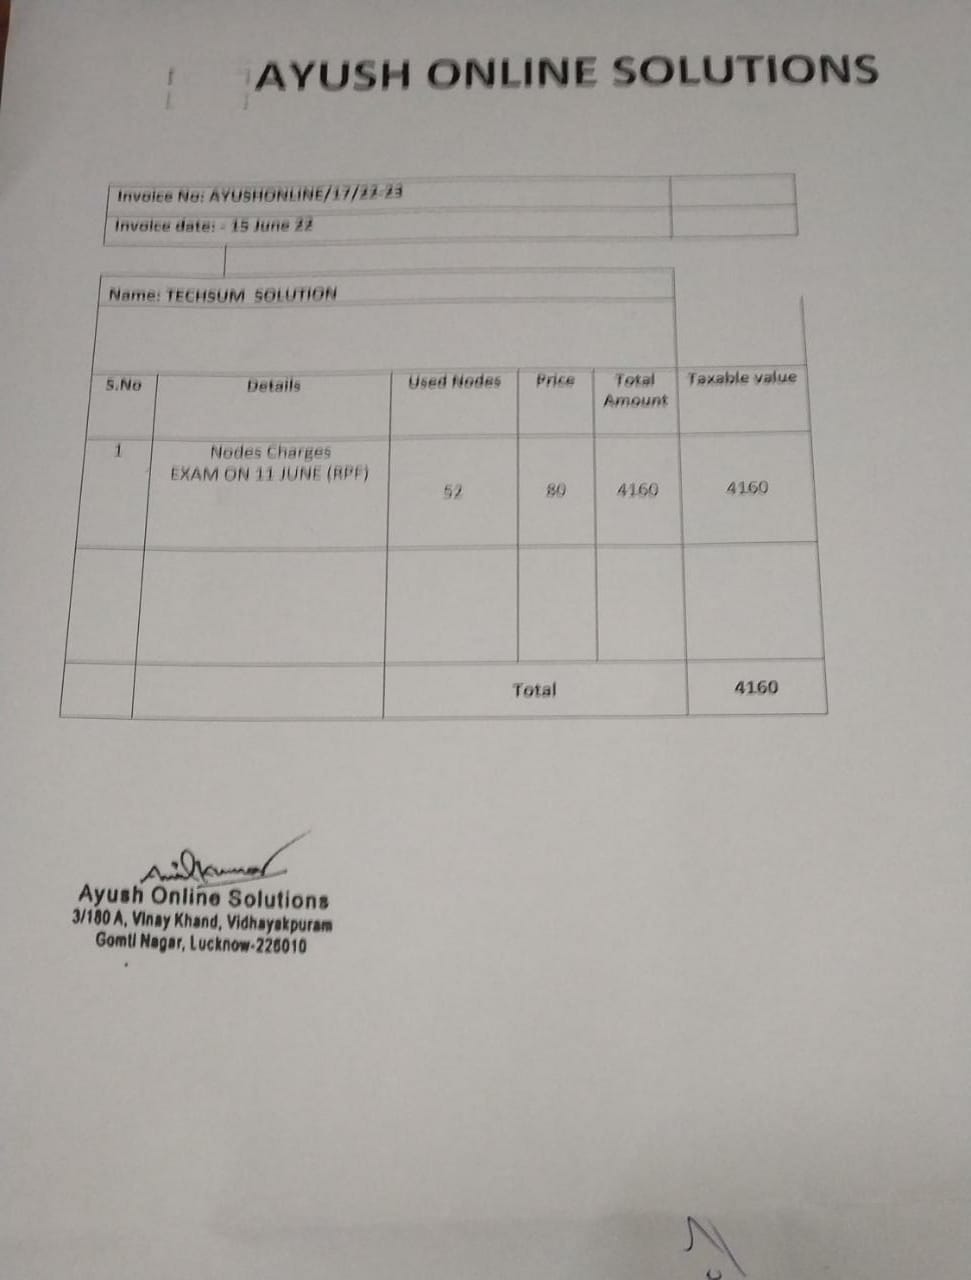 AYUSH ONLINE SOLUTIONS
Invoice No: AYUSHONLINE/17/22-23
Invoice date: - 15 June 22
Name: TECHSUM SOLUTION
S.No Details Used Nodes Price Total Amount Taxable value
1 Nodes Charges
EXAM ON 11 JUNE (RPF)
52 80 4160 4160
Total 4160
Anilkumar
Ayush Online Solutions
3/180 A, Vinay Khand, Vidhayakpuram
Gomti Nagar, Lucknow-226010